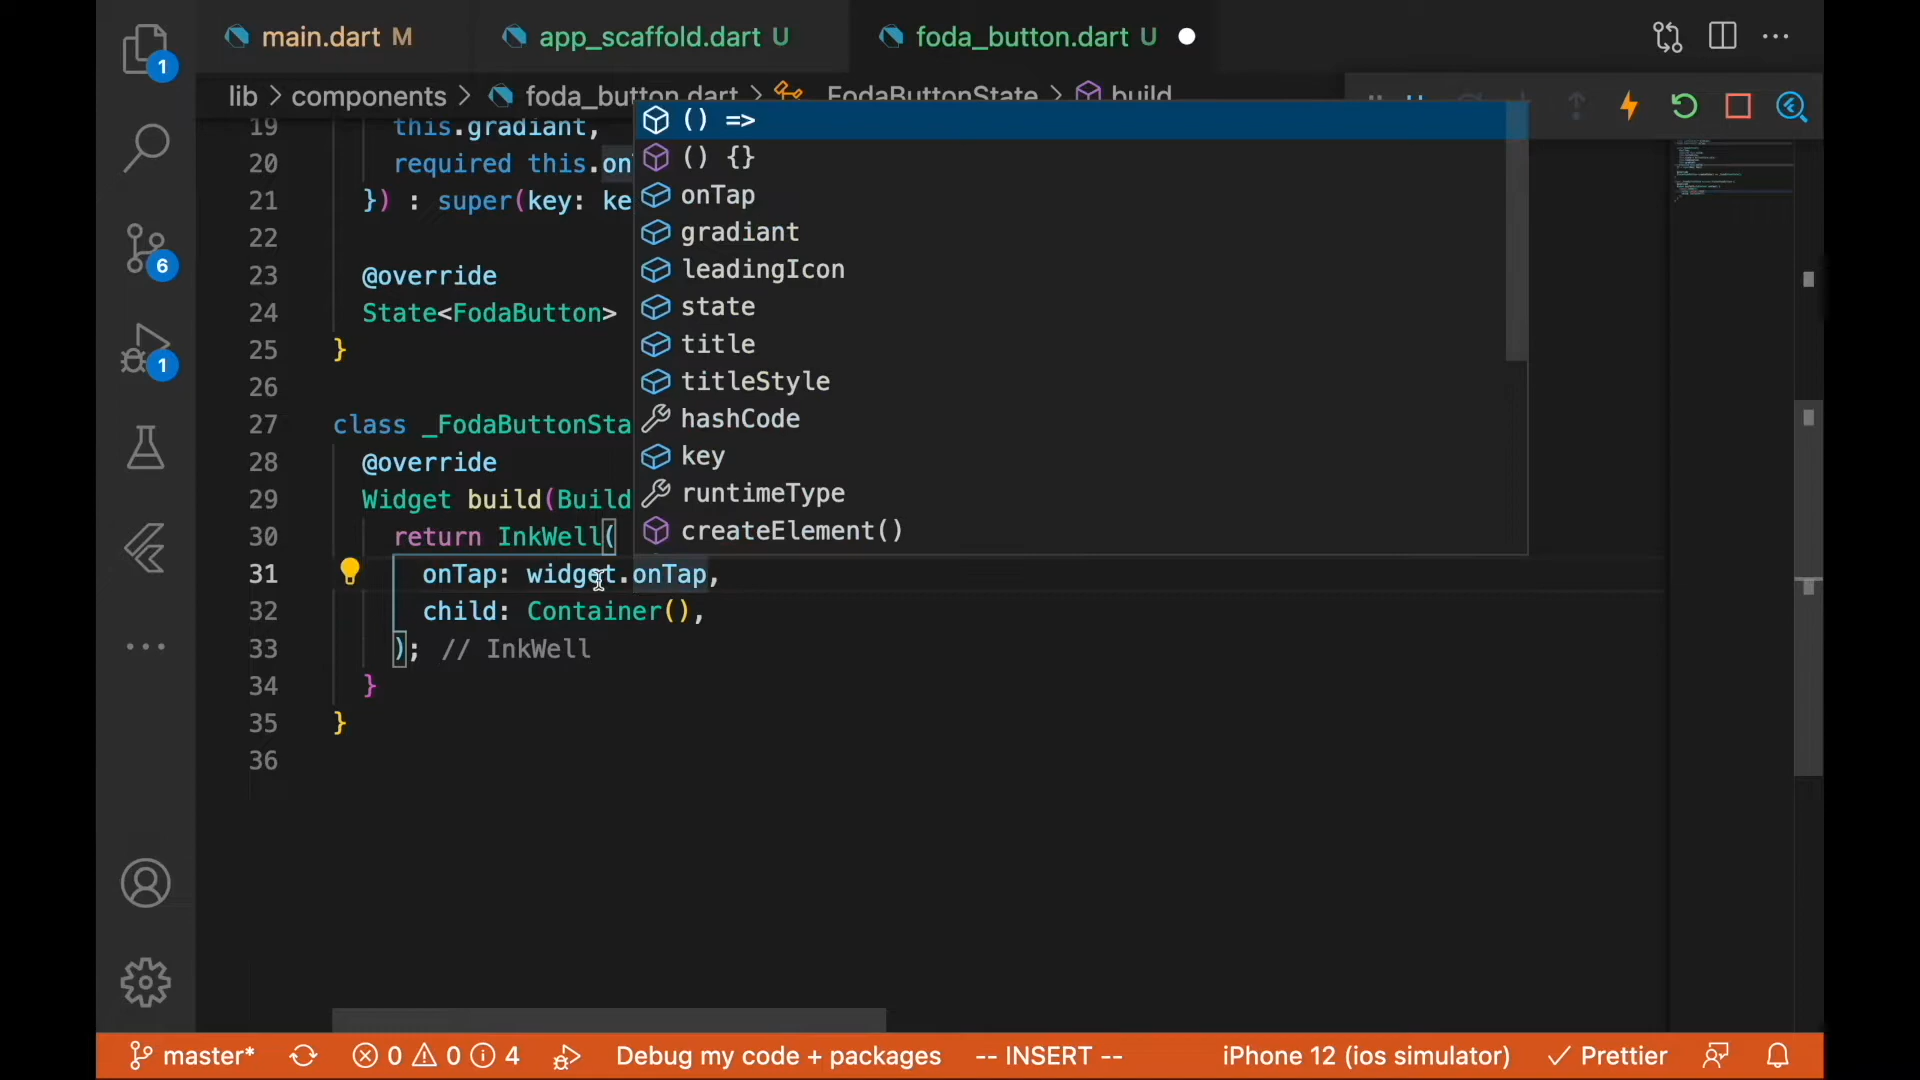 main.dart M
app_scaffold.dart U
foda_button.dart U
1
lib > components > foda_button.dart > _FodaButtonState > build
19 this.gradiant,
20 required this.on
21 }) : super(key: ke
22
23 @override
24 State<FodaButton>
25 }
26
27 class _FodaButtonSta
28 @override
29 Widget build(Build
30 return InkWell(
31 onTap: widget.onTap,
32 child: Container(),
33 ); // InkWell
34 }
35 }
36
() =>
() {}
onTap
gradiant
leadingIcon
state
title
titleStyle
hashCode
key
runtimeType
createElement()
6
1
master* 0 0 4 Debug my code + packages -- INSERT -- iPhone 12 (ios simulator) Prettier